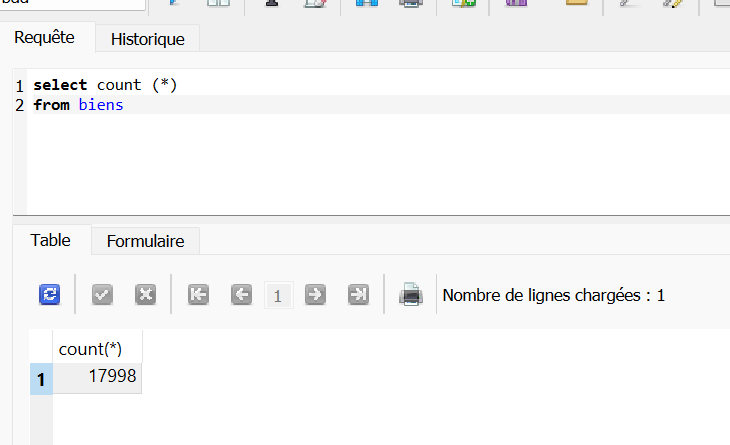 Requête Historique
1 select count (*)
2 from biens
Table Formulaire
1 Nombre de lignes chargées : 1
count(*)
1 17998